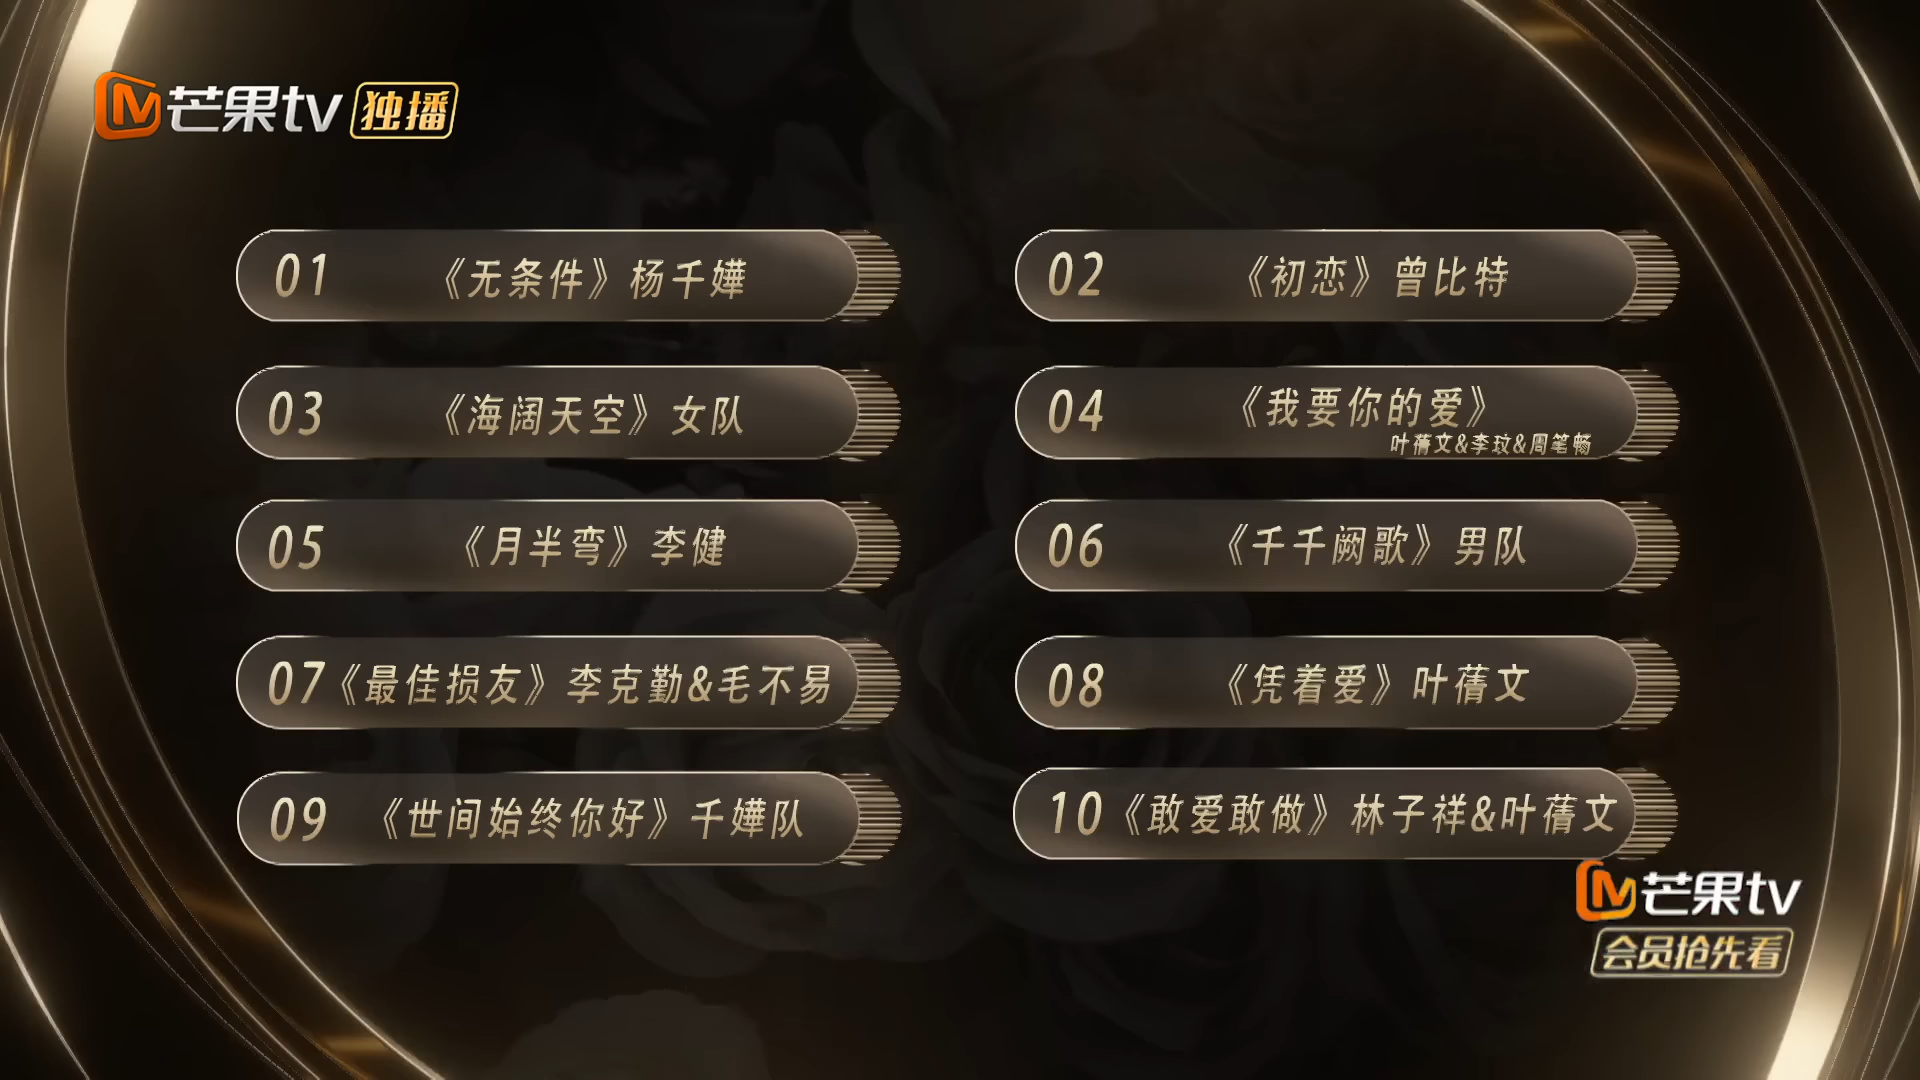 芒果tv 独播
01 《无条件》杨千嬅
02 《初恋》曾比特
03 《海阔天空》女队
04 《我要你的爱》
叶蒨文&李玟&周笔畅
05 《月半弯》李健
06 《千千阙歌》男队
07 《最佳损友》李克勤&毛不易
08 《凭着爱》叶蒨文
09 《世间始终你好》千嬅队
10 《敢爱敢做》林子祥&叶蒨文
芒果tv
会员抢先看